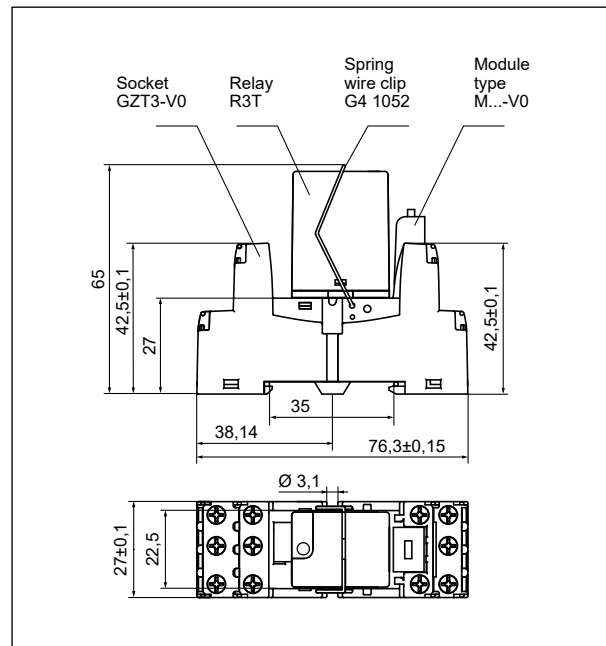 Socket
GZT3-V0
Relay
R3T
Spring
wire clip
G4 1052
Module
type
M...-V0
65
42,5±0,1
27
42,5±0,1
35
38,14
76,3±0,15
Ø 3,1
27±0,1
22,5